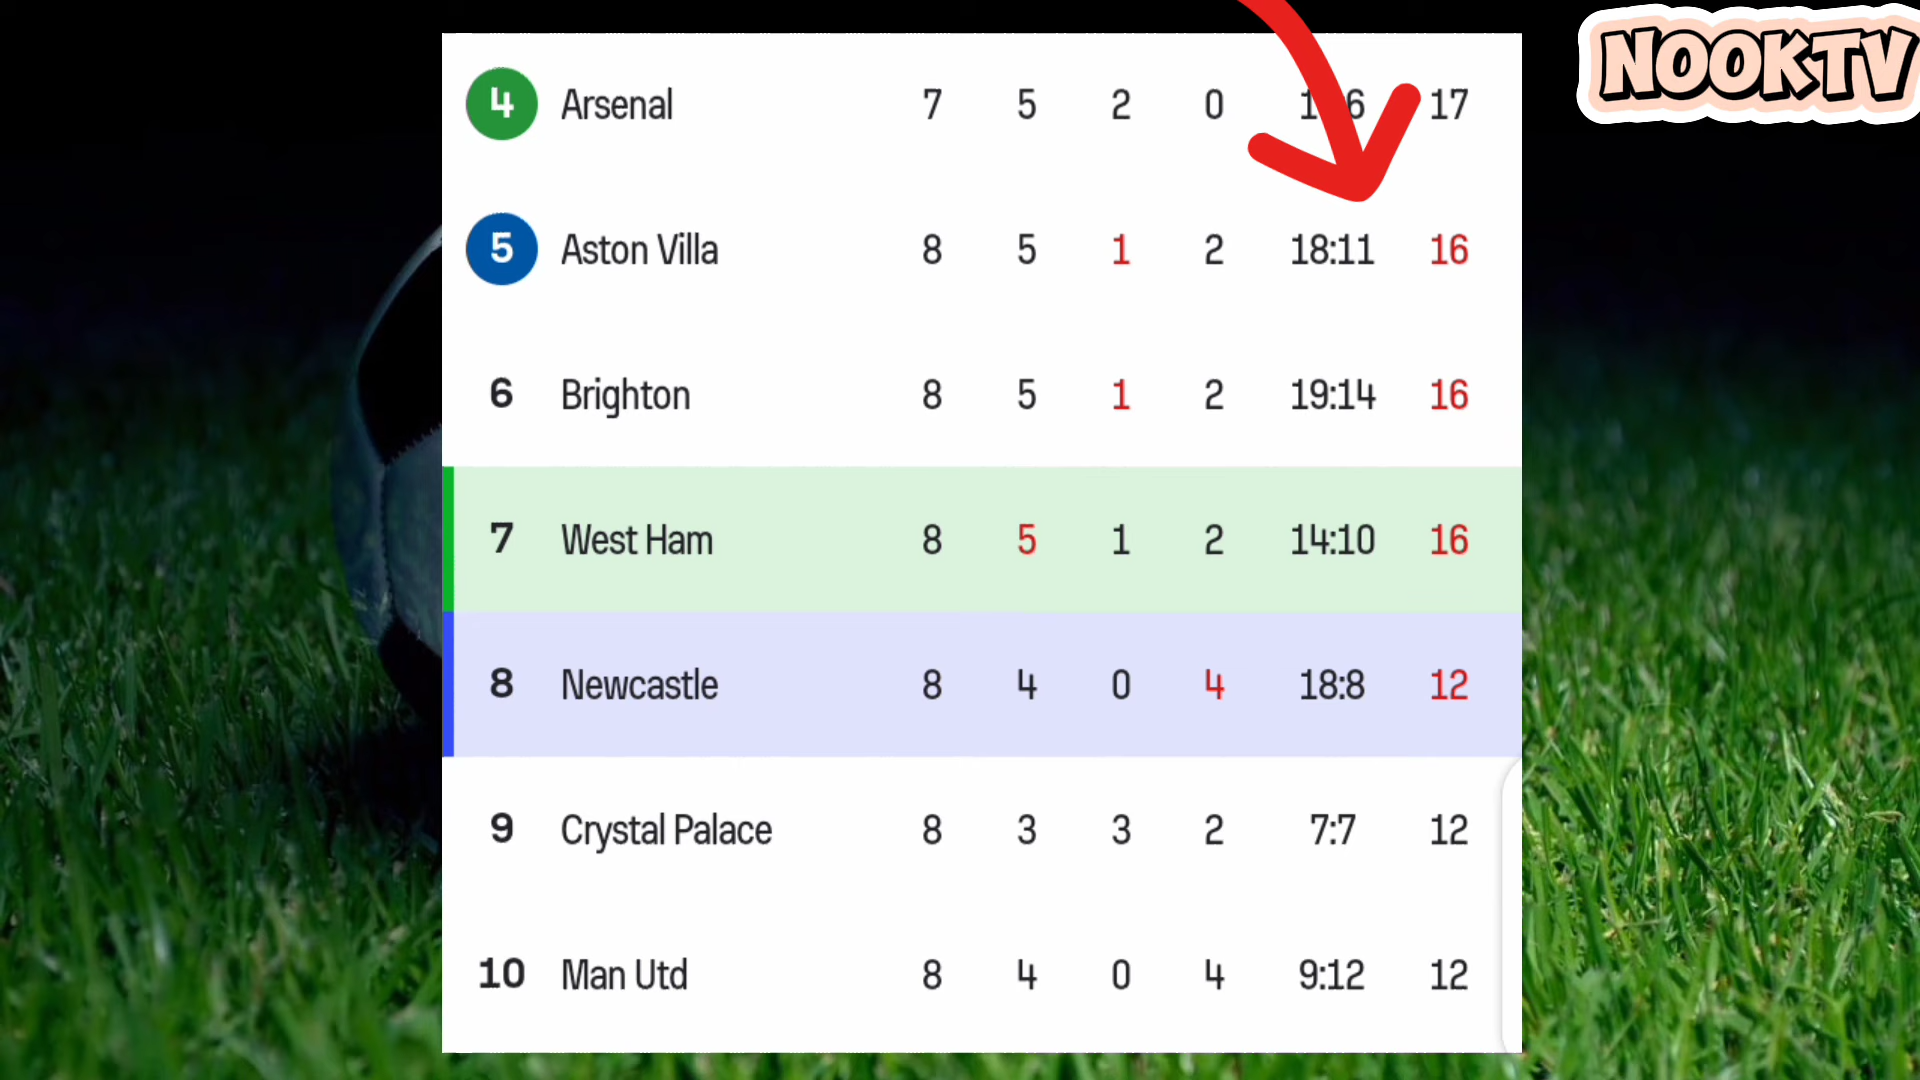 NOOKTV
4 Arsenal 7 5 2 0 17
5 Aston Villa 8 5 1 2 18:11 16
6 Brighton 8 5 1 2 19:14 16
7 West Ham 8 5 1 2 14:10 16
8 Newcastle 8 4 0 4 18:8 12
9 Crystal Palace 8 3 3 2 7:7 12
10 Man Utd 8 4 0 4 9:12 12